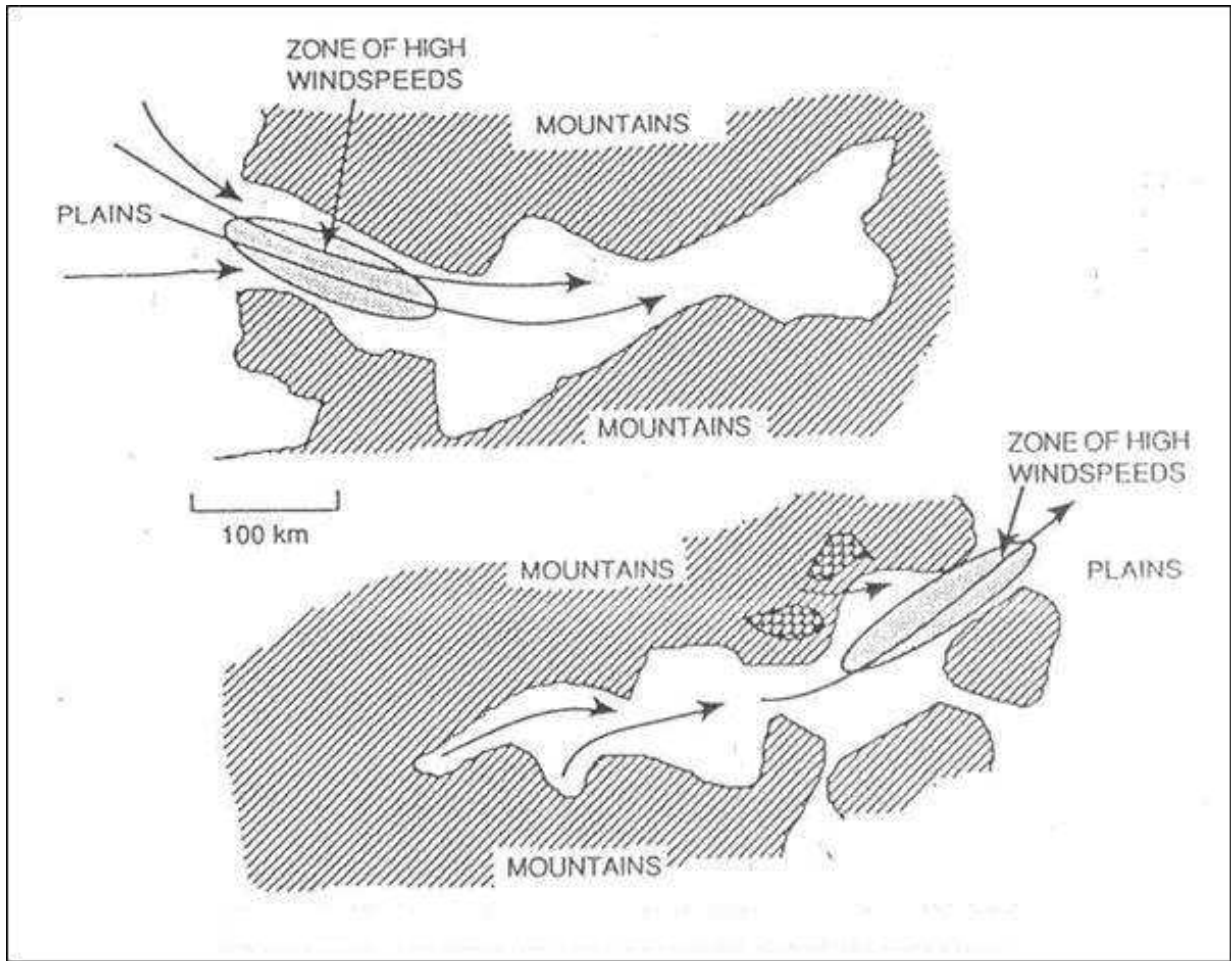 ZONE OF HIGH
WINDSPEEDS
MOUNTAINS
PLAINS
MOUNTAINS
ZONE OF HIGH
WINDSPEEDS
100 km
MOUNTAINS
PLAINS
MOUNTAINS